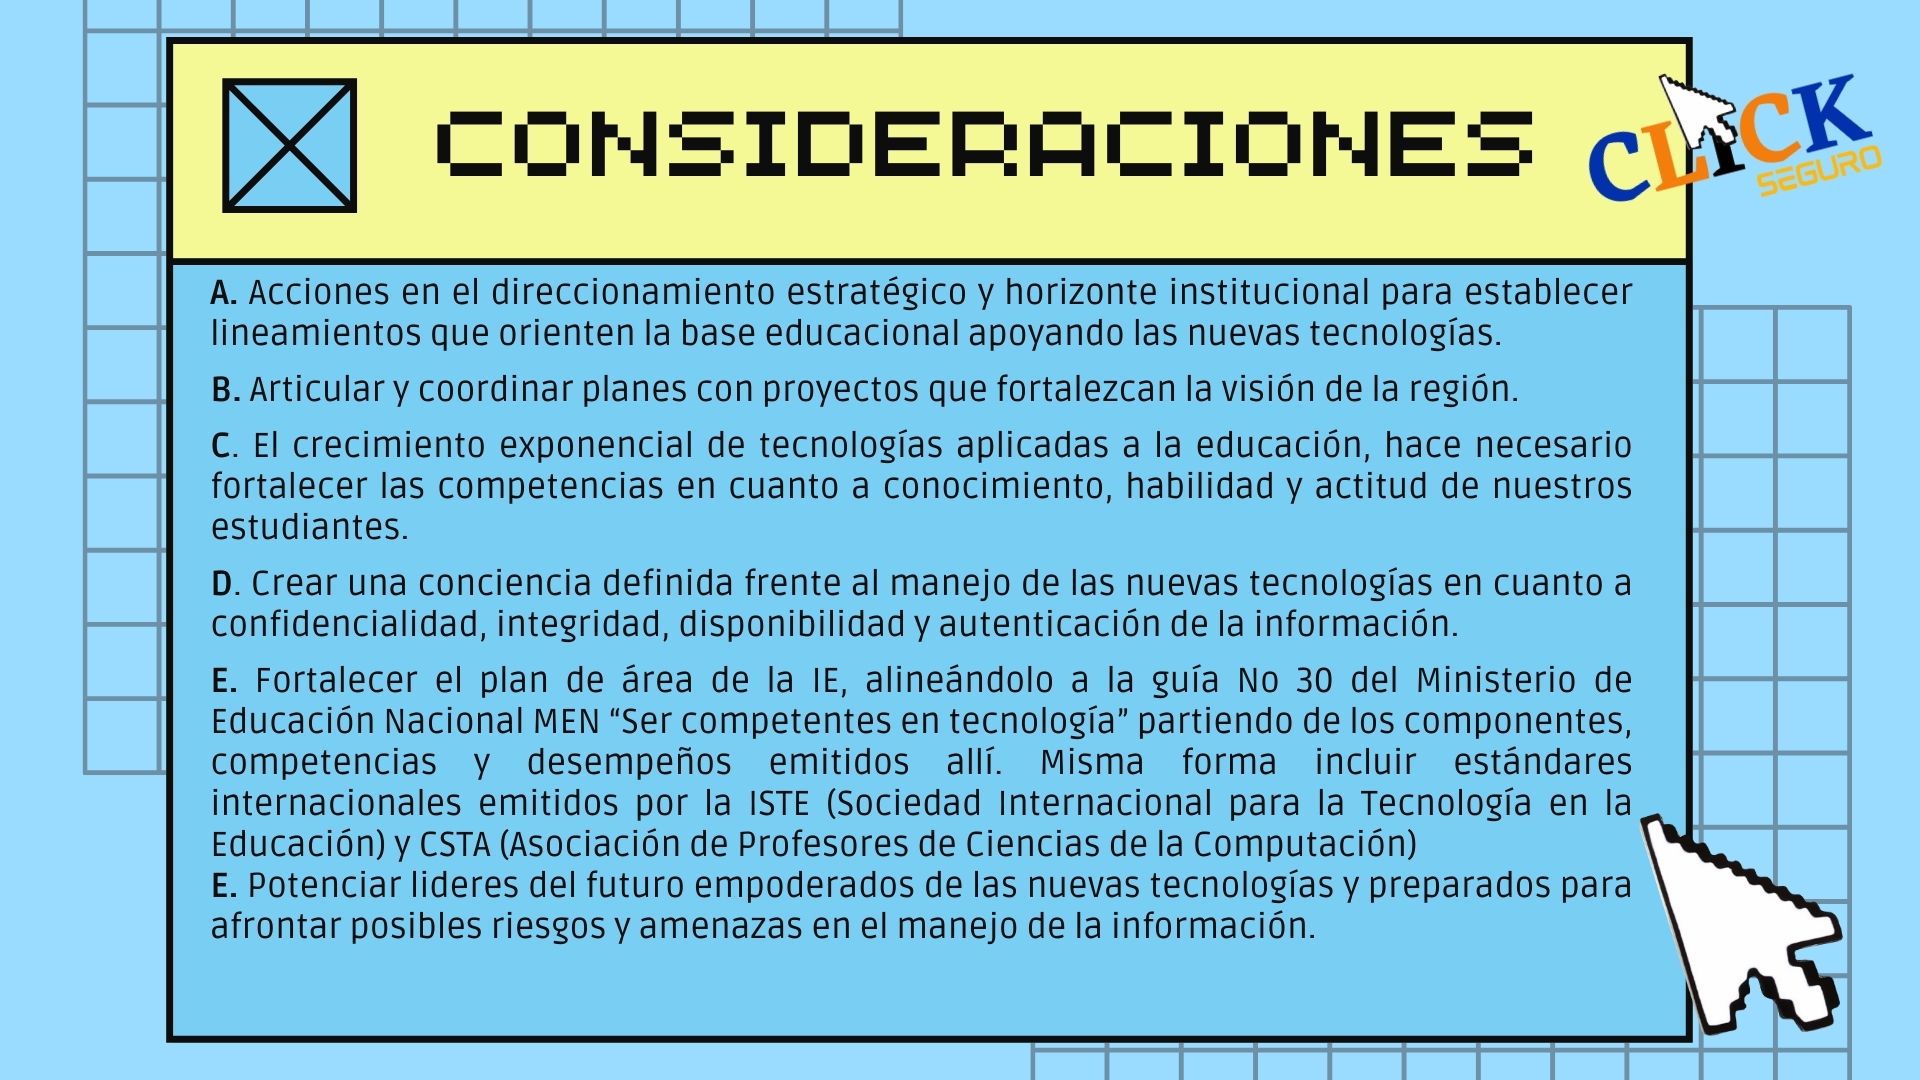 CONSIDERACIONES
CLICK
SEGURO
A. Acciones en el direccionamiento estratégico y horizonte institucional para establecer
lineamientos que orienten la base educacional apoyando las nuevas tecnologías.
B. Articular y coordinar planes con proyectos que fortalezcan la visión de la región.
C. El crecimiento exponencial de tecnologías aplicadas a la educación, hace necesario
fortalecer las competencias en cuanto a conocimiento, habilidad y actitud de nuestros
estudiantes.
D. Crear una conciencia definida frente al manejo de las nuevas tecnologías en cuanto a
confidencialidad, integridad, disponibilidad y autenticación de la información.
E. Fortalecer el plan de área de la IE, alineándolo a la guía No 30 del Ministerio de
Educación Nacional MEN “Ser competentes en tecnología” partiendo de los componentes,
competencias y desempeños emitidos allí. Misma forma incluir estándares
internacionales emitidos por la ISTE (Sociedad Internacional para la Tecnología en la
Educación) y CSTA (Asociación de Profesores de Ciencias de la Computación)
E. Potenciar lideres del futuro empoderados de las nuevas tecnologías y preparados para
afrontar posibles riesgos y amenazas en el manejo de la información.